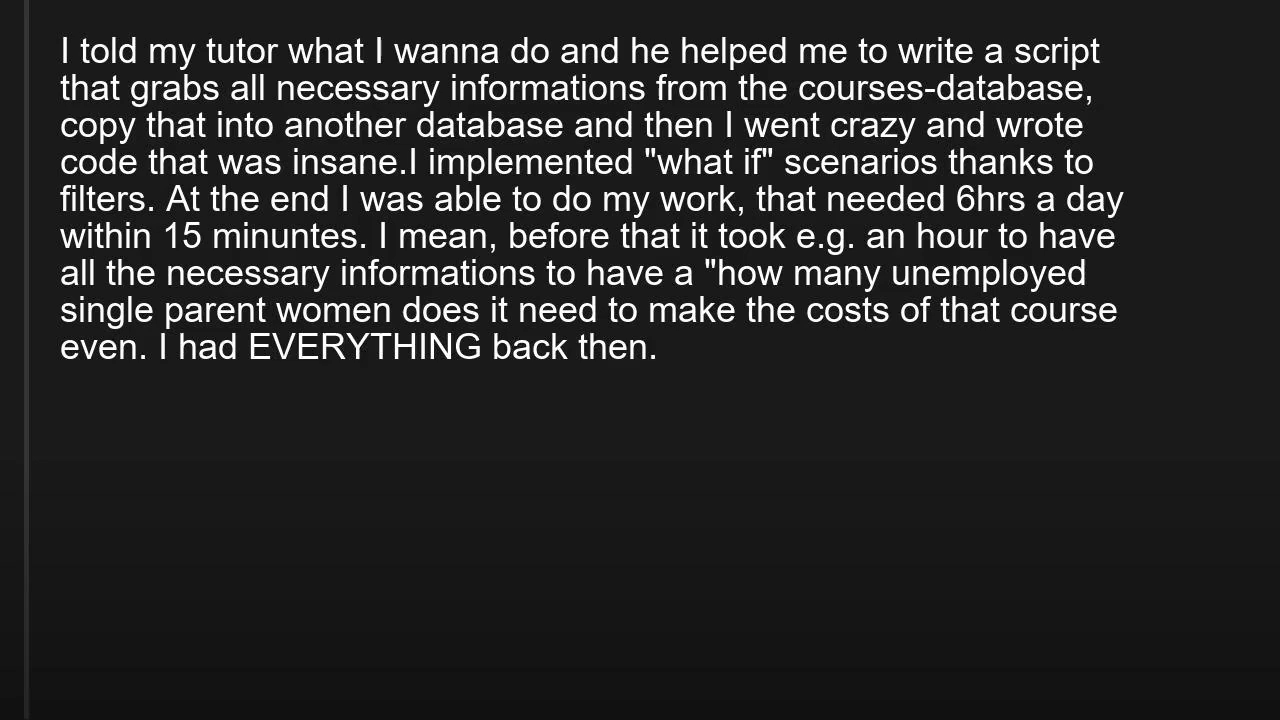 I told my tutor what I wanna do and he helped me to write a script
that grabs all necessary informations from the courses-database,
copy that into another database and then I went crazy and wrote
code that was insane.I implemented "what if" scenarios thanks to
filters. At the end I was able to do my work, that needed 6hrs a day
within 15 minuntes. I mean, before that it took e.g. an hour to have
all the necessary informations to have a "how many unemployed
single parent women does it need to make the costs of that course
even. I had EVERYTHING back then.